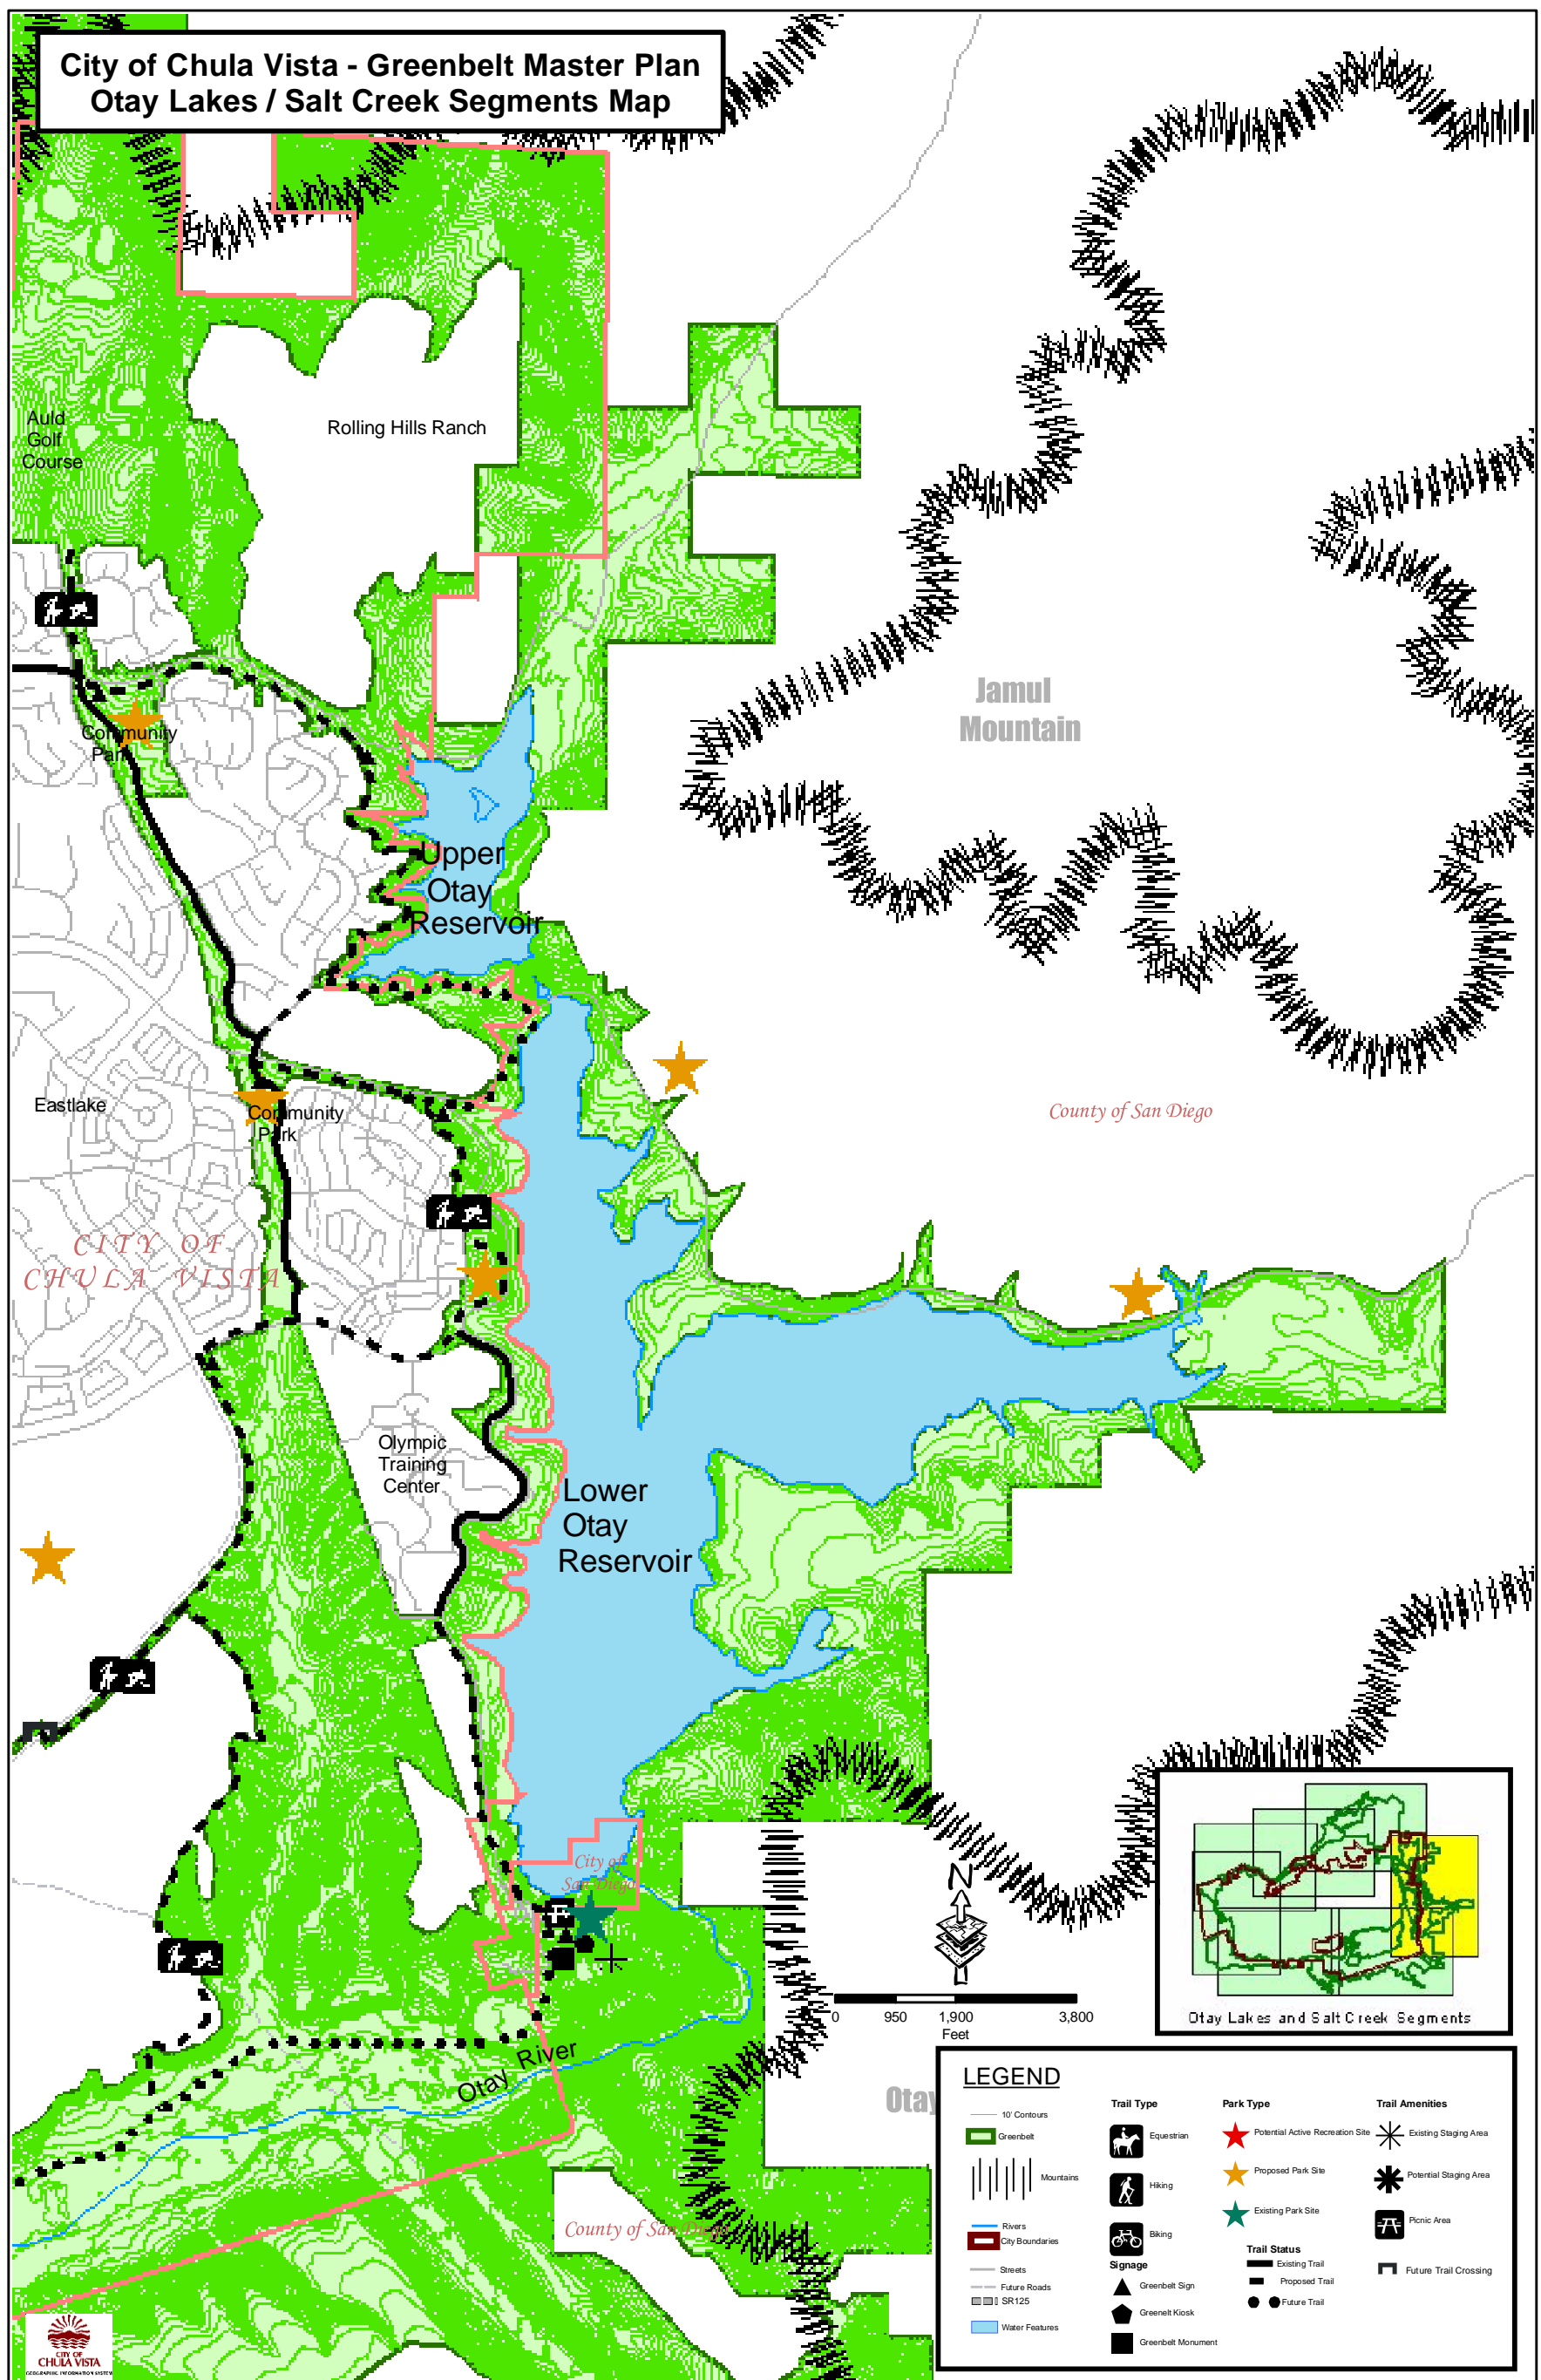 City of Chula Vista - Greenbelt Master Plan
Otay Lakes / Salt Creek Segments Map
Auld
Golf
Course
Rolling Hills Ranch
Jamul
Mountain
Community
Park
Upper
Otay
Reservoir
Eastlake
Community
Park
County of San Diego
CITY OF
CHULA VISTA
Olympic
Training
Center
Lower
Otay
Reservoir
City of
San Diego
N
0 950 1,900 3,800
Feet
Otay Lakes and Salt Creek Segments
Otay River
Otay
County of San Diego
LEGEND
10' Contours
Greenbelt
Mountains
Rivers
City Boundaries
Streets
Future Roads
SR125
Water Features
Trail Type
Equestrian
Hiking
Biking
Signage
Greenbelt Sign
Greenelt Kiosk
Greenbelt Monument
Park Type
Potential Active Recreation Site
Proposed Park Site
Existing Park Site
Trail Status
Existing Trail
Proposed Trail
Future Trail
Trail Amenities
Existing Staging Area
Potential Staging Area
Picnic Area
Future Trail Crossing
CITY OF
CHULA VISTA
GEOGRAPHIC INFORMATION SYSTEM